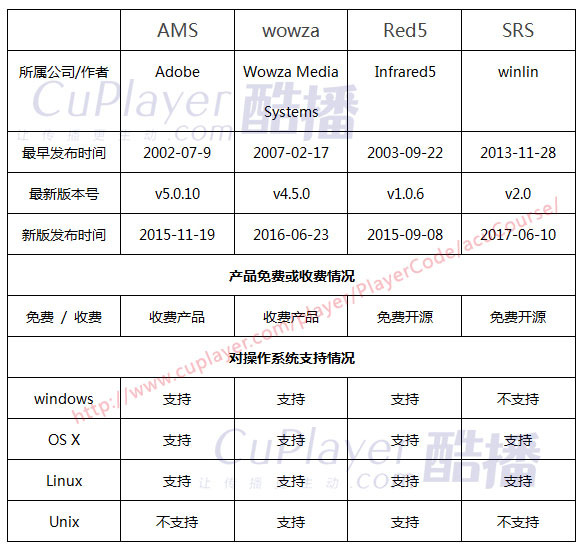 AMS wowza Red5 SRS
所属公司/作者 Adobe Wowza Media Systems Infrared5 winlin
CuPlayer.com 酷播
让传播更生动
最早发布时间 2002-07-9 2007-02-17 2003-09-22 2013-11-28
最新版本号 v5.0.10 v4.5.0 v1.0.6 v2.0
新版发布时间 2015-11-19 2016-06-23 2015-09-08 2017-06-10
产品免费或收费情况
免费 / 收费 收费产品 收费产品 免费开源 免费开源
http://www.cuplayer.com/player/PlayerCode/acaCourse/
对操作系统支持情况
windows 支持 支持 支持 不支持
OS X 支持 支持 支持 支持
CuPlayer.com 酷播
让传播更生动
Linux 支持 支持 支持 支持
Unix 不支持 支持 支持 不支持